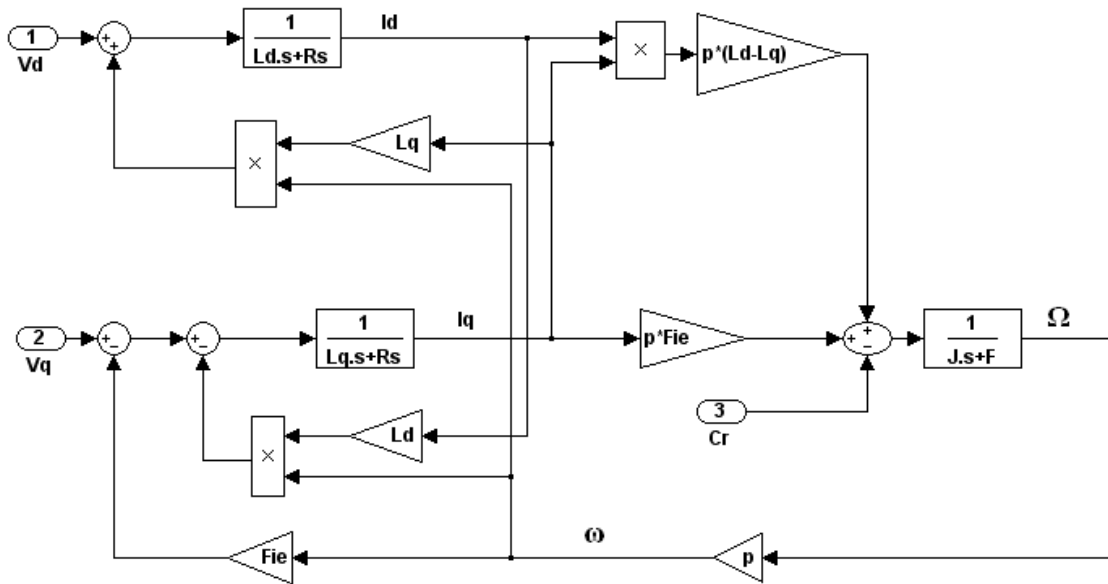 1
Vd
+
+
1
Ld.s+Rs
Id
×
p*(Ld-Lq)
×
Lq
2
Vq
+
−
+
−
1
Lq.s+Rs
Iq
p*Fie
+
+
−
1
J.s+F
Ω
3
Cr
×
Ld
Fie
ω
p